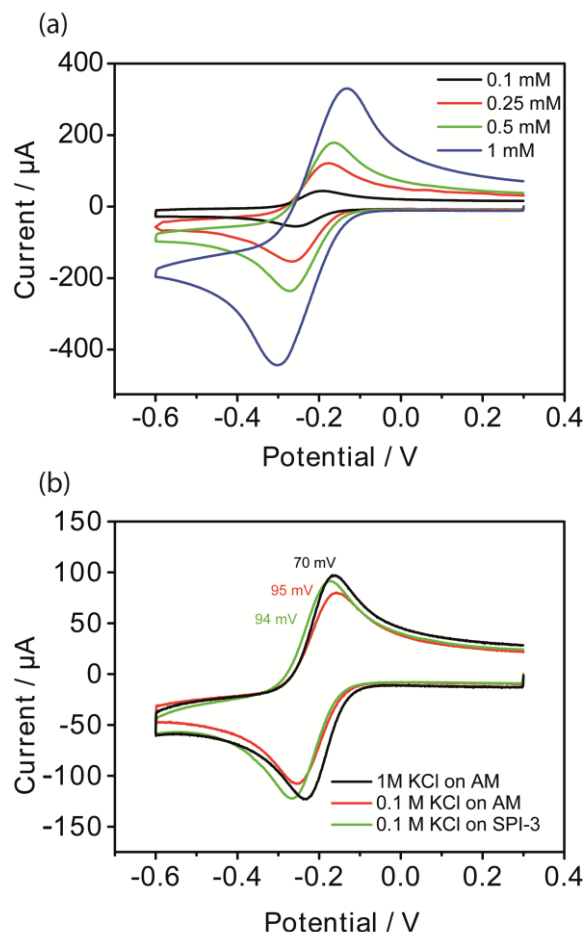 (a)
400
200
0
-200
-400
Current / µA
0.1 mM
0.25 mM
0.5 mM
1 mM
-0.6 -0.4 -0.2 0.0 0.2 0.4
Potential / V
(b)
150
100
50
0
-50
-100
-150
Current / µA
70 mV
95 mV
94 mV
1M KCl on AM
0.1 M KCl on AM
0.1 M KCl on SPI-3
-0.6 -0.4 -0.2 0.0 0.2 0.4
Potential / V